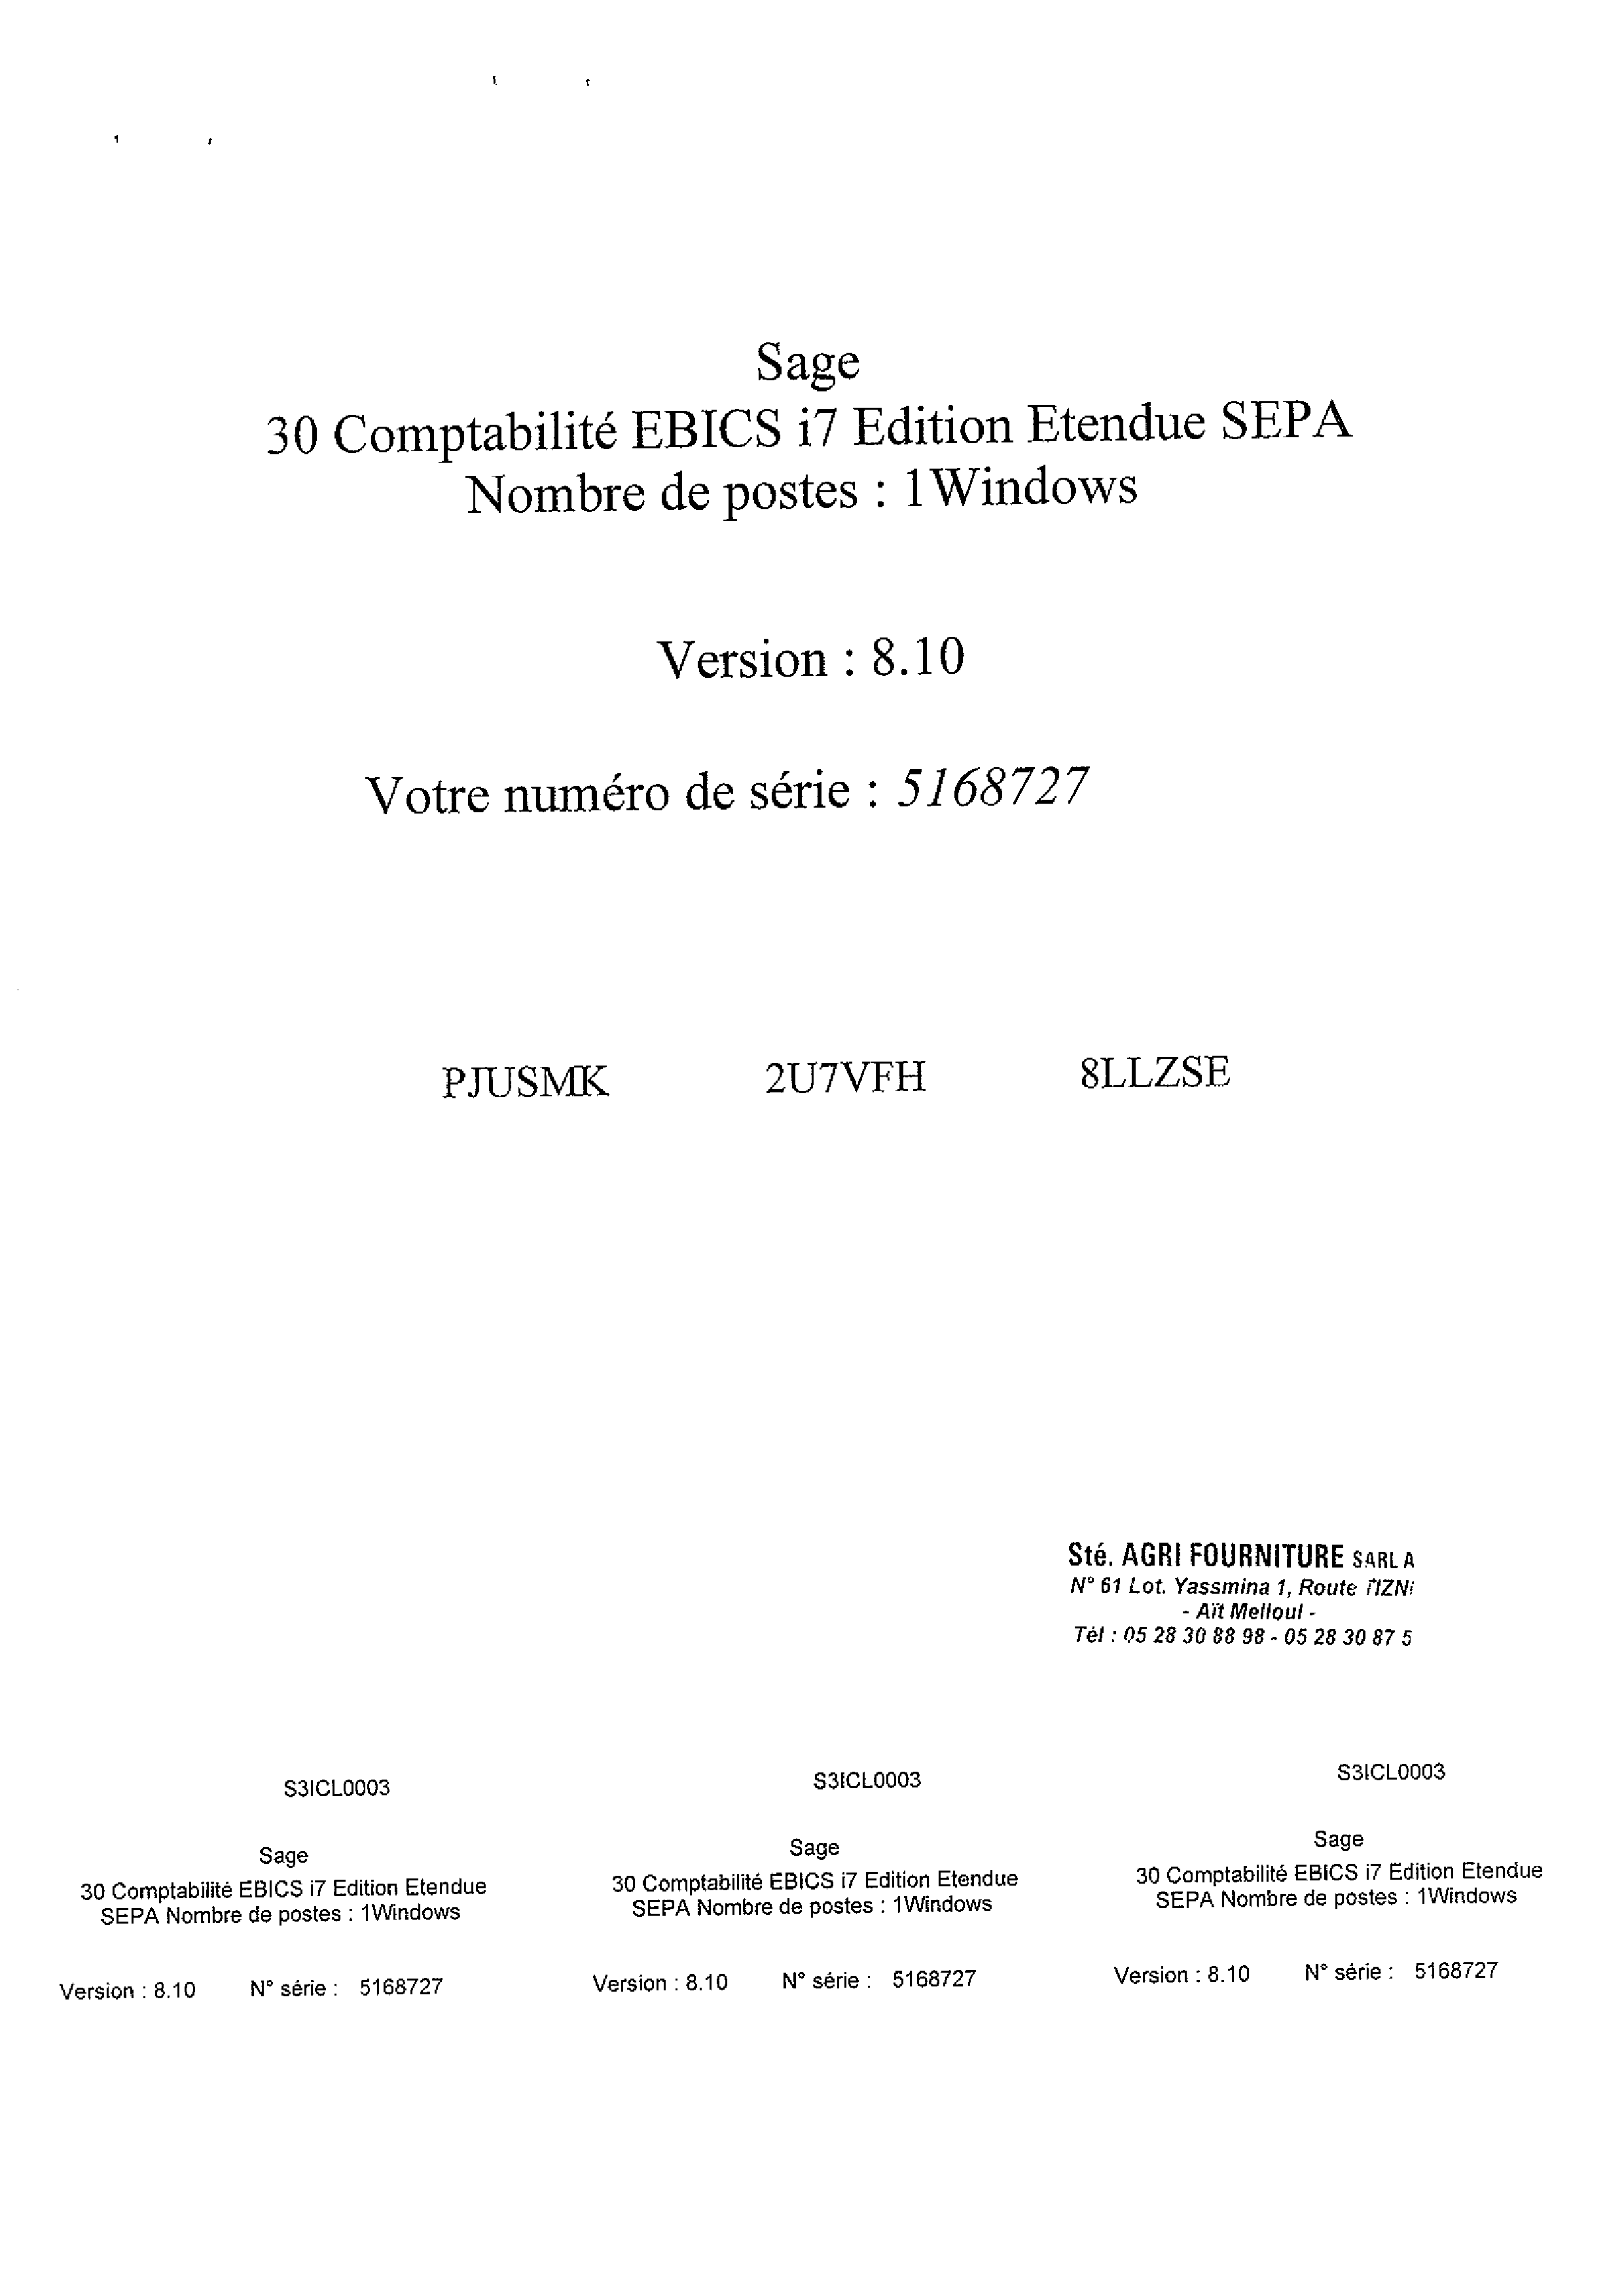 Sage
30 Comptabilité EBICS i7 Edition Etendue SEPA
Nombre de postes : 1Windows
Version : 8.10
Votre numéro de série : 5168727
PJUSMK 2U7VFH 8LLZSE
Sté. AGRI FOURNITURE SARL A
N° 61 Lot. Yassmina 1, Route
- Aït Melloul -
Tél : 05 28 30 88 98 - 05 28 30 87 5
S3ICL0003
Sage
30 Comptabilité EBICS i7 Edition Etendue
SEPA Nombre de postes : 1Windows
Version : 8.10 N° série : 5168727
S3ICL0003
Sage
30 Comptabilité EBICS i7 Edition Etendue
SEPA Nombre de postes : 1Windows
Version : 8.10 N° série : 5168727
S3ICL0003
Sage
30 Comptabilité EBICS i7 Edition Etendue
SEPA Nombre de postes : 1Windows
Version : 8.10 N° série : 5168727